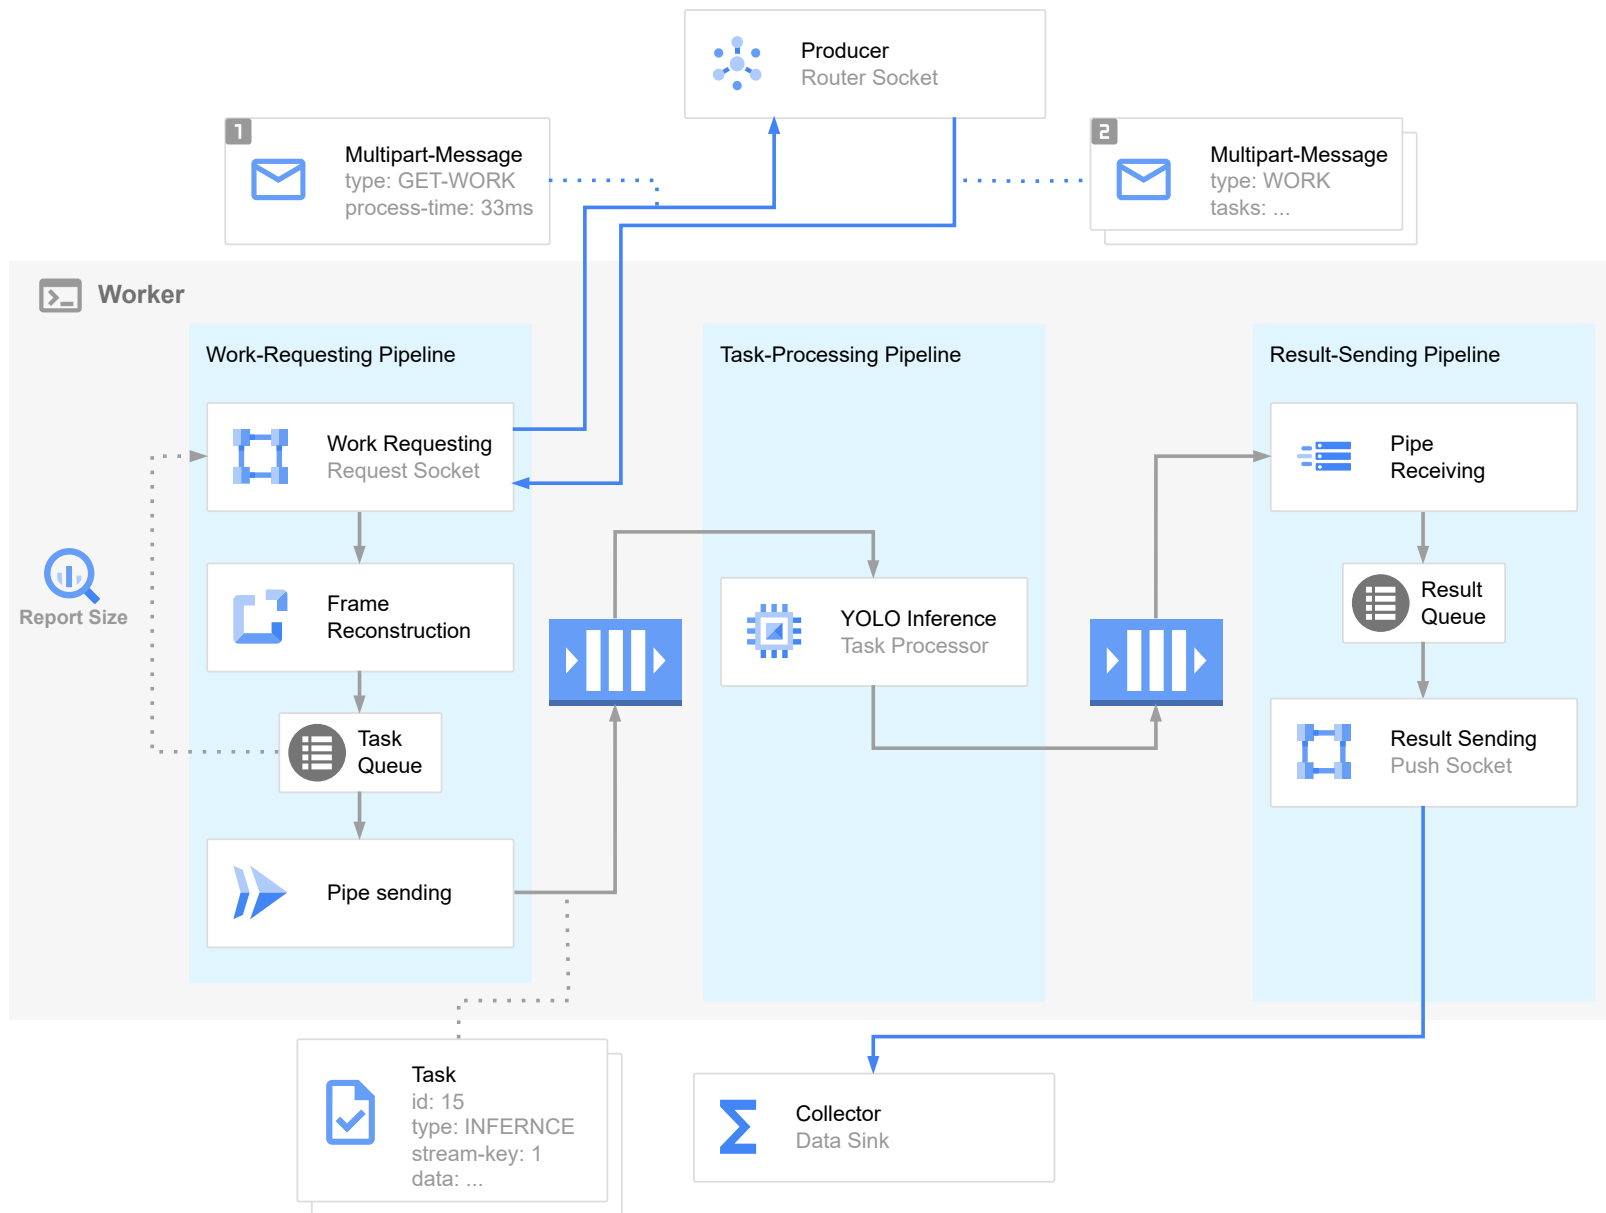 Producer
Router Socket
1
Multipart-Message
type: GET-WORK
process-time: 33ms
2
Multipart-Message
type: WORK
tasks: ...
Worker
Work-Requesting Pipeline
Task-Processing Pipeline
Result-Sending Pipeline
Work Requesting
Request Socket
Pipe
Receiving
Report Size
Frame
Reconstruction
YOLO Inference
Task Processor
Result
Queue
Task
Queue
Result Sending
Push Socket
Pipe sending
Task
id: 15
type: INFERNCE
stream-key: 1
data: ...
Collector
Data Sink